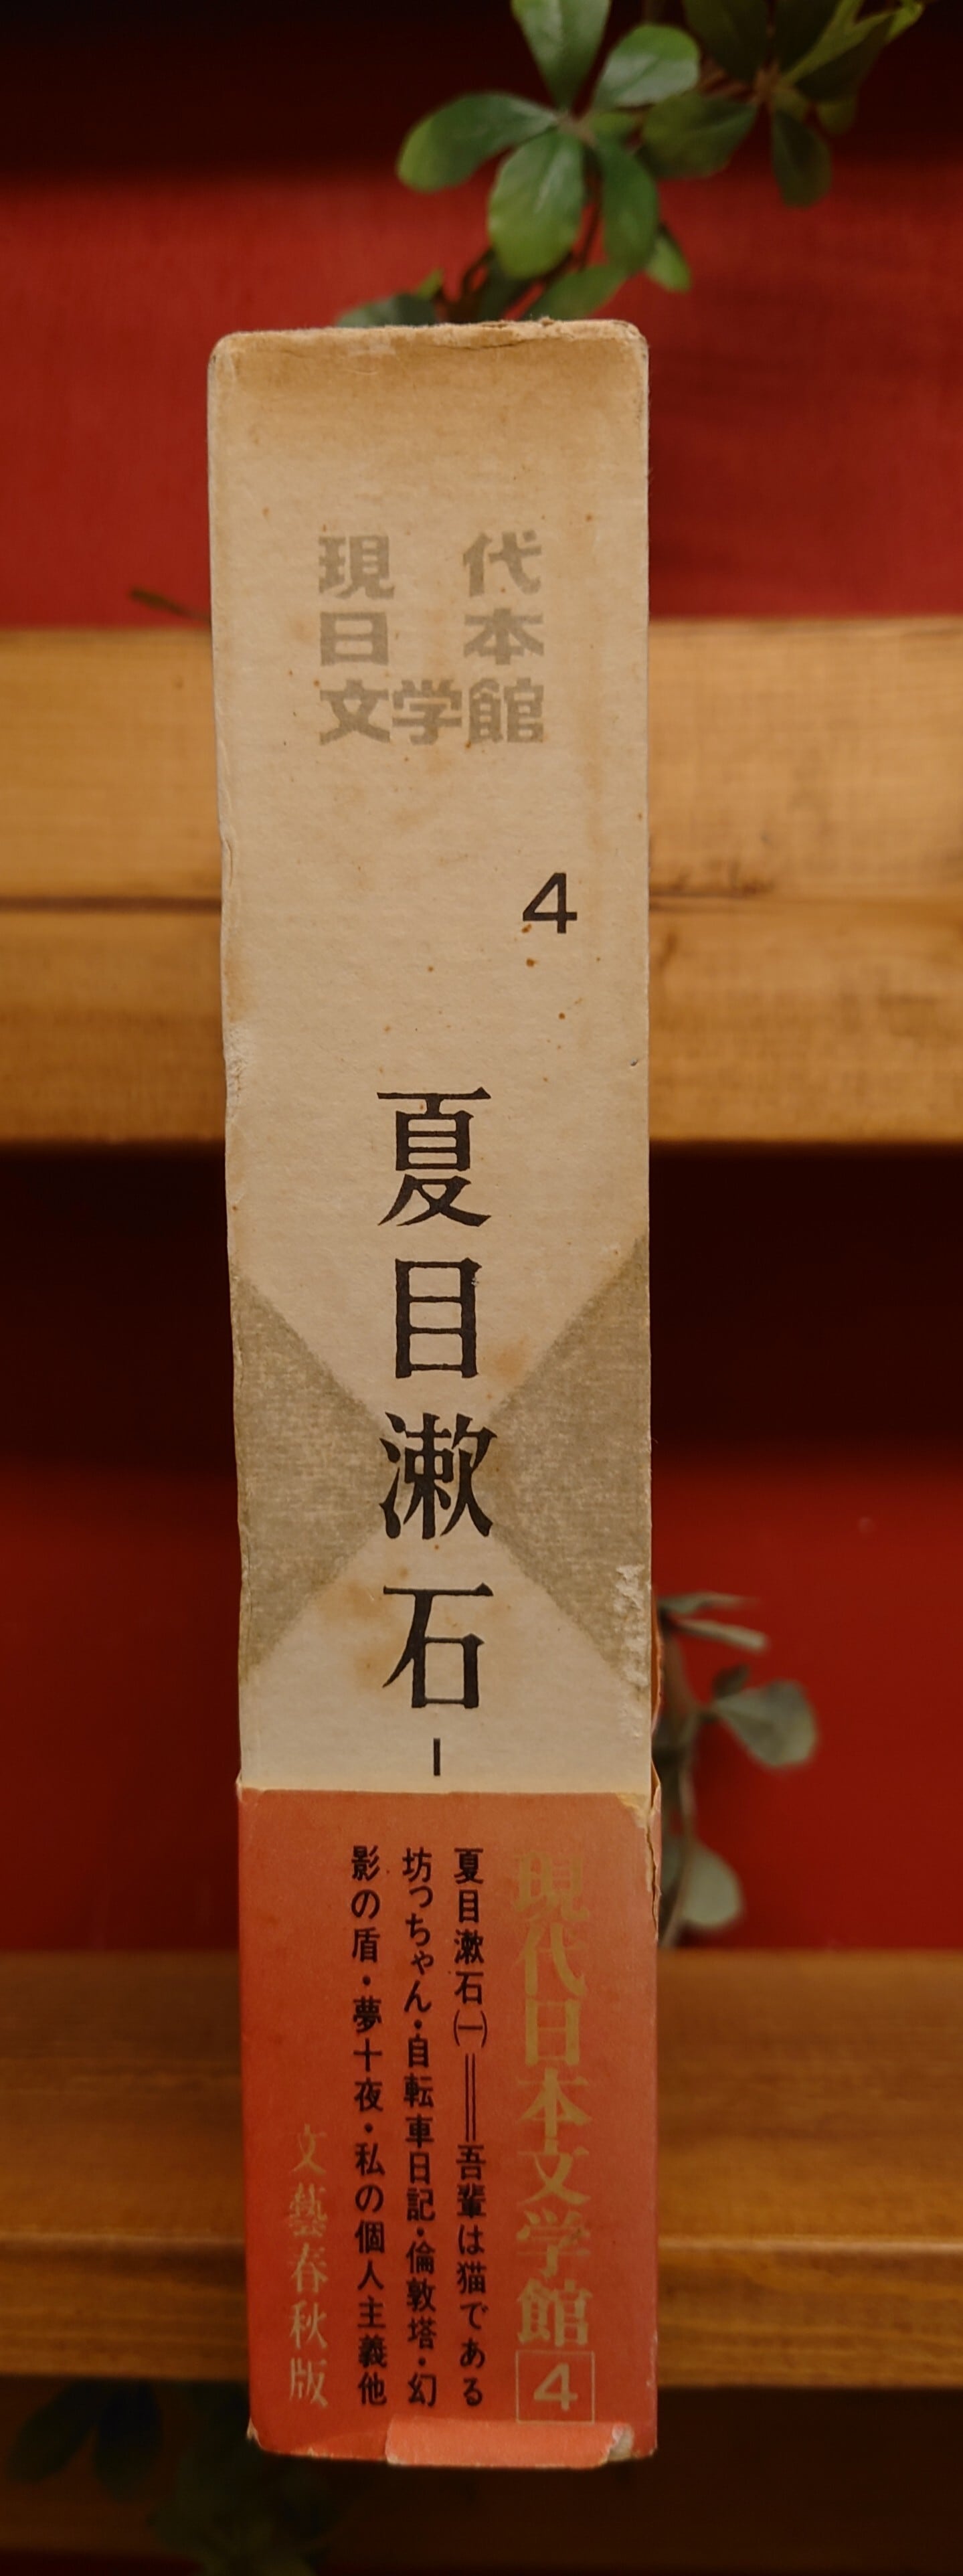 現代
日本
文学館
4
夏目漱石
I
現代日本文学館 4
夏目漱石㈠＝吾輩は猫である
坊っちゃん・自転車日記・倫敦塔・幻
影の盾・夢十夜・私の個人主義他
文藝春秋版